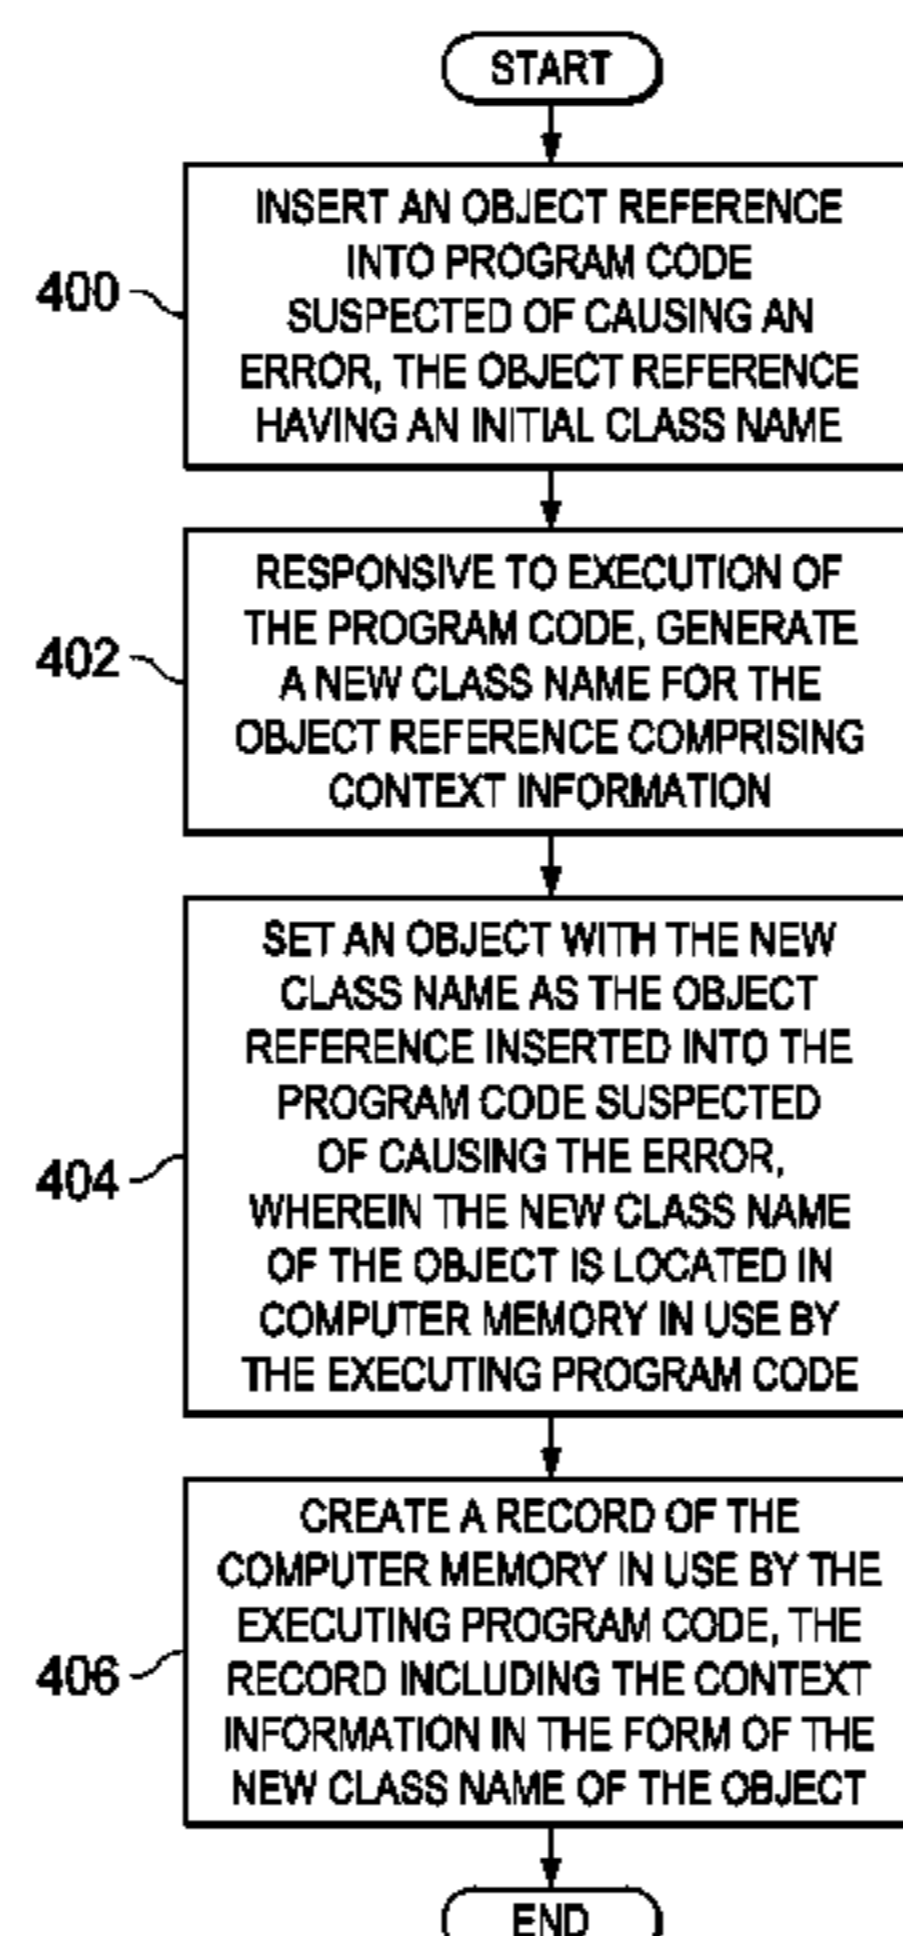 START
400
INSERT AN OBJECT REFERENCE
INTO PROGRAM CODE
SUSPECTED OF CAUSING AN
ERROR, THE OBJECT REFERENCE
HAVING AN INITIAL CLASS NAME
402
RESPONSIVE TO EXECUTION OF
THE PROGRAM CODE, GENERATE
A NEW CLASS NAME FOR THE
OBJECT REFERENCE COMPRISING
CONTEXT INFORMATION
404
SET AN OBJECT WITH THE NEW
CLASS NAME AS THE OBJECT
REFERENCE INSERTED INTO THE
PROGRAM CODE SUSPECTED
OF CAUSING THE ERROR,
WHEREIN THE NEW CLASS NAME
OF THE OBJECT IS LOCATED IN
COMPUTER MEMORY IN USE BY
THE EXECUTING PROGRAM CODE
406
CREATE A RECORD OF THE
COMPUTER MEMORY IN USE BY THE
EXECUTING PROGRAM CODE, THE
RECORD INCLUDING THE CONTEXT
INFORMATION IN THE FORM OF THE
NEW CLASS NAME OF THE OBJECT
END